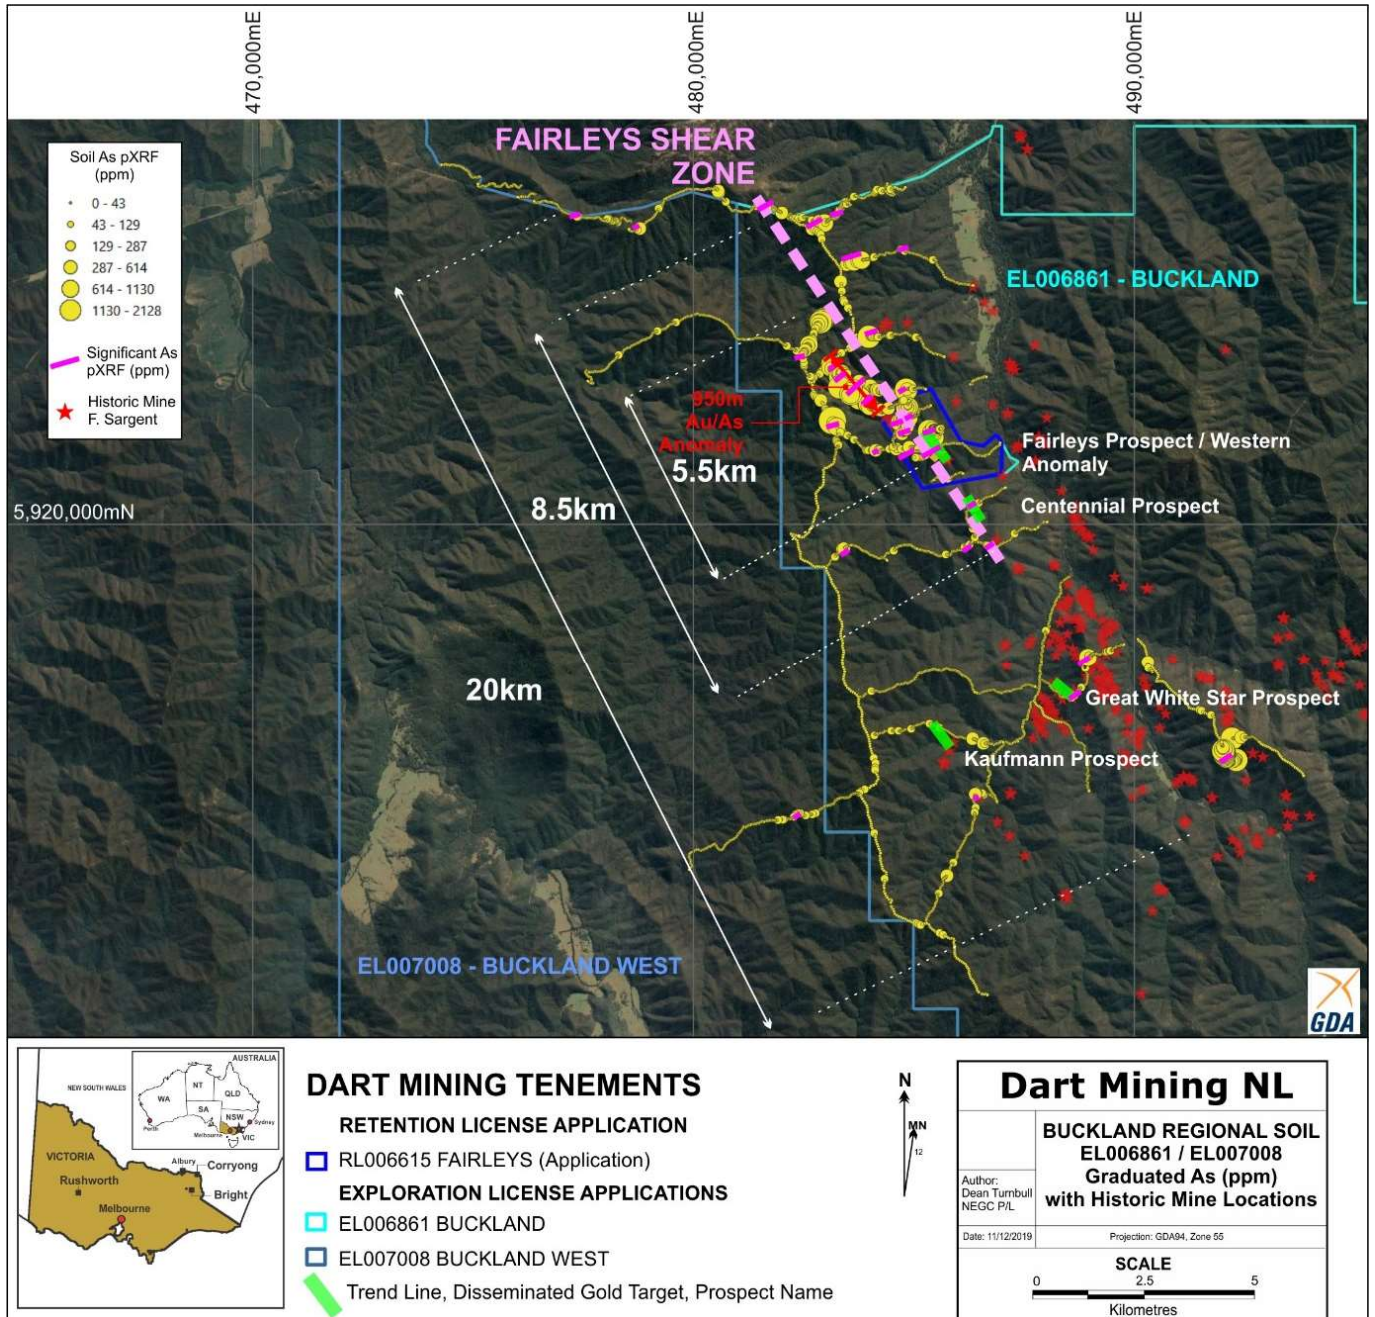 470,000mE
480,000mE
490,000mE
FAIRLEYS SHEAR
ZONE
Soil As pXRF
(ppm)
0 - 43
43 - 129
129 - 287
287 - 614
614 - 1130
1130 - 2128
Significant As
pXRF (ppm)
Historic Mine
F. Sargent
EL006861 - BUCKLAND
950m
Au/As
Anomaly
5.5km
Fairleys Prospect / Western
Anomaly
8.5km
Centennial Prospect
5,920,000mN
20km
Great White Star Prospect
Kaufmann Prospect
EL007008 - BUCKLAND WEST
GDA
AUSTRALIA
NEW SOUTH WALES
NT
QLD
WA
SA
NSW
Perth
Sydney
Melbourne
VIC
VICTORIA
Albury
Corryong
Rushworth
Bright
Melbourne
DART MINING TENEMENTS
RETENTION LICENSE APPLICATION
RL006615 FAIRLEYS (Application)
EXPLORATION LICENSE APPLICATIONS
EL006861 BUCKLAND
EL007008 BUCKLAND WEST
Trend Line, Disseminated Gold Target, Prospect Name
N
MN
12
Dart Mining NL
BUCKLAND REGIONAL SOIL
EL006861 / EL007008
Graduated As (ppm)
with Historic Mine Locations
Author:
Dean Turnbull
NEGC P/L
Date: 11/12/2019
Projection: GDA94, Zone 55
SCALE
0 2.5 5
Kilometres